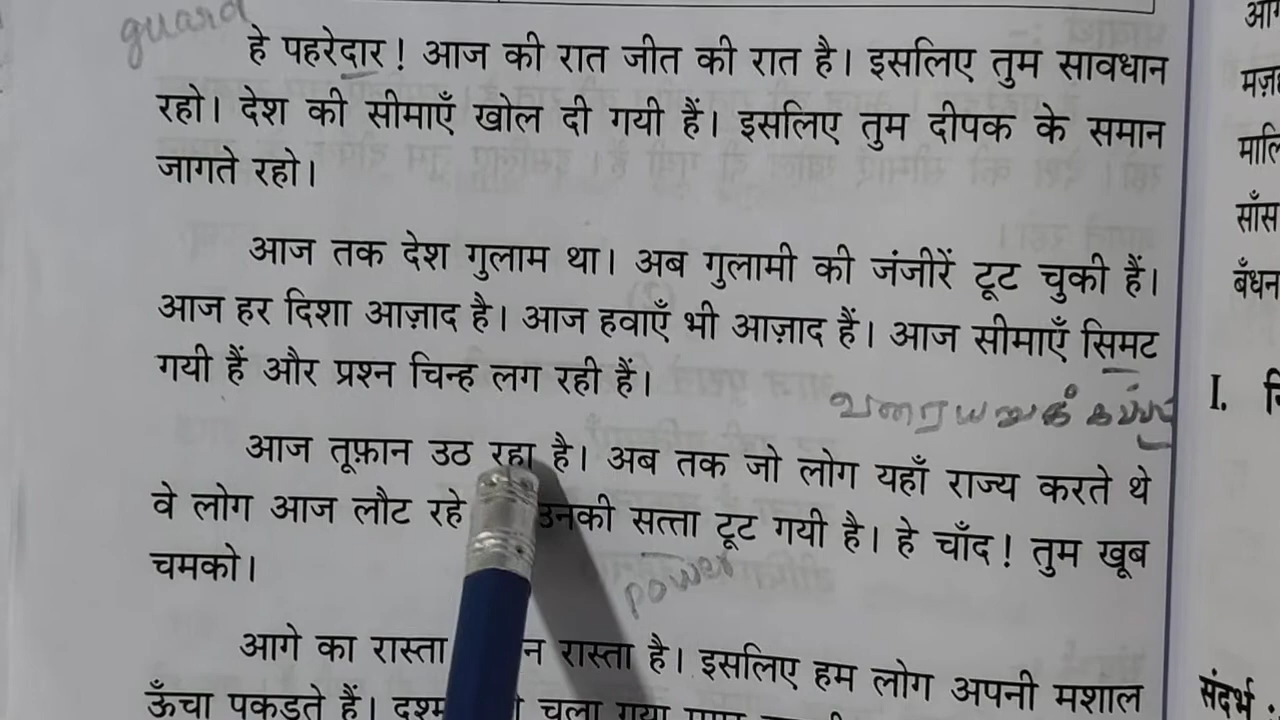 guard
हे पहरेदार! आज की रात जीत की रात है। इसलिए तुम सावधान
रहो। देश की सीमाएँ खोल दी गयी हैं। इसलिए तुम दीपक के समान
जागते रहो।
आज तक देश गुलाम था। अब गुलामी की जंजीरें टूट चुकी हैं।
आज हर दिशा आज़ाद है। आज हवाएँ भी आज़ाद हैं। आज सीमाएँ सिमट
गयी हैं और प्रश्न चिन्ह लग रही हैं।
आज तूफ़ान उठ रहा है। अब तक जो लोग यहाँ राज्य करते थे
वे लोग आज लौट रहे उनकी सत्ता टूट गयी है। हे चाँद! तुम खूब
power
चमको।
आगे का रास्ता रास्ता है। इसलिए हम लोग अपनी मशाल
ऊँचा पकड़ते हैं। चला गया
I.
संदर्भ